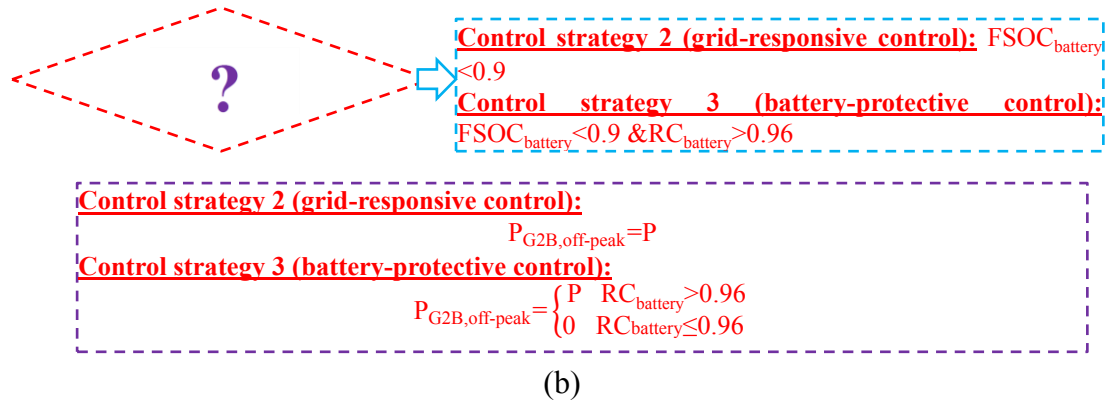 ?
Control strategy 2 (grid-responsive control): FSOCbattery
<0.9
Control strategy 3 (battery-protective control):
FSOCbattery<0.9 &RCbattery>0.96
Control strategy 2 (grid-responsive control):
PG2B,off-peak=P
Control strategy 3 (battery-protective control):
PG2B,off-peak={P RCbattery>0.96
0 RCbattery≤0.96
(b)